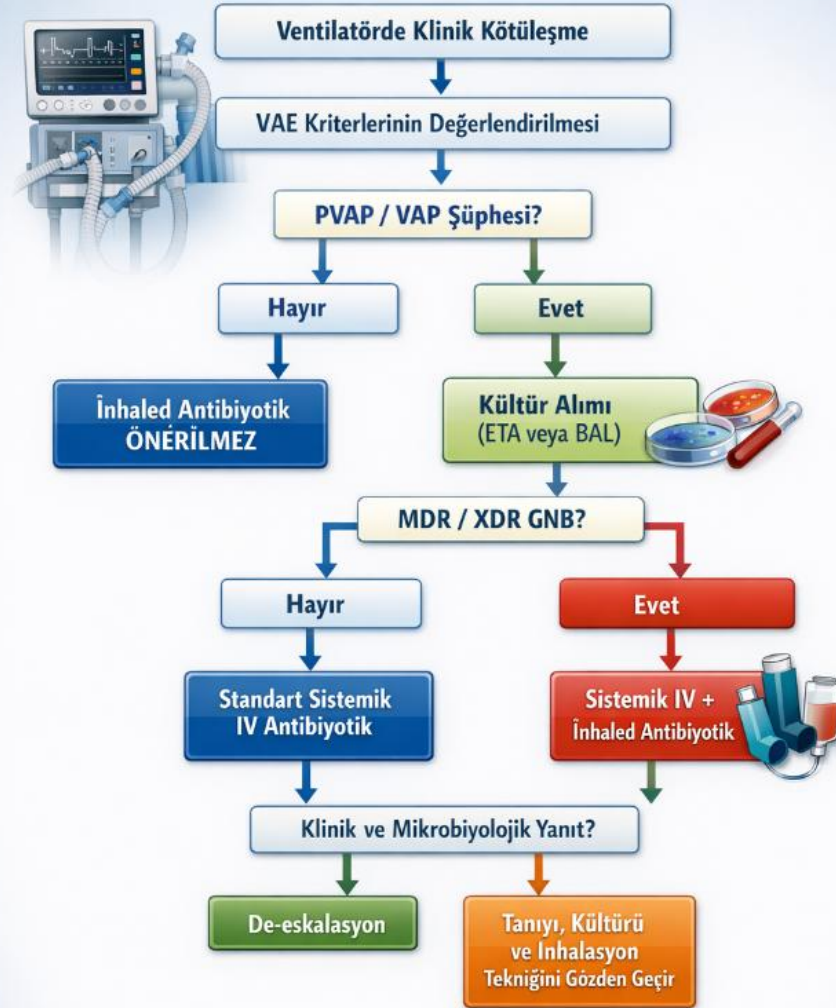 Ventilatörde Klinik Kötüleşme
VAE Kriterlerinin Değerlendirilmesi
PVAP / VAP Şüphesi?
Hayır
Evet
İnhaled Antibiyotik
ÖNÉRİLMEZ
Kültür Alımı
(ETA veya BAL)
MDR / XDR GNB?
Hayır
Evet
Standart Sistemik
IV Antibiyotik
Sistemik IV +
İnhaled Antibiyotik
Klinik ve Mikrobiyolojik Yanıt?
De-eskalasyon
Tanıyı, Kültürü
ve Inhalasyon
Tekniğini Gözden Geçir